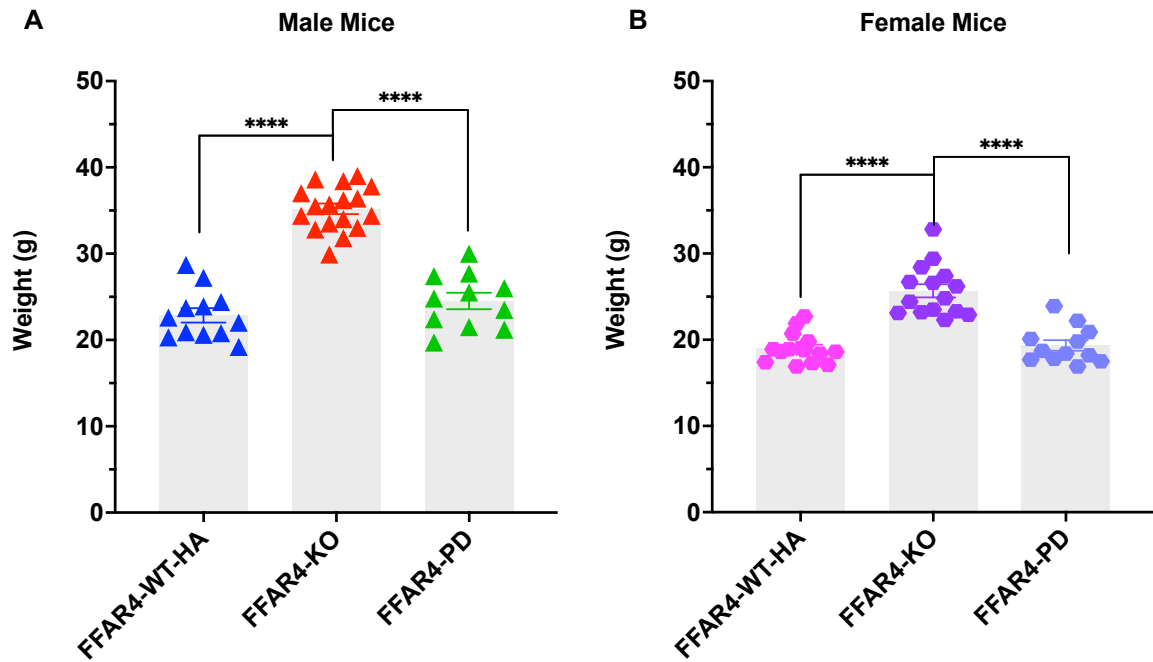 A
Male Mice
Weight (g)
50
40
30
20
10
0
****
****
FFAR4-WT-HA
FFAR4-KO
FFAR4-PD
B
Female Mice
Weight (g)
50
40
30
20
10
0
****
****
FFAR4-WT-HA
FFAR4-KO
FFAR4-PD